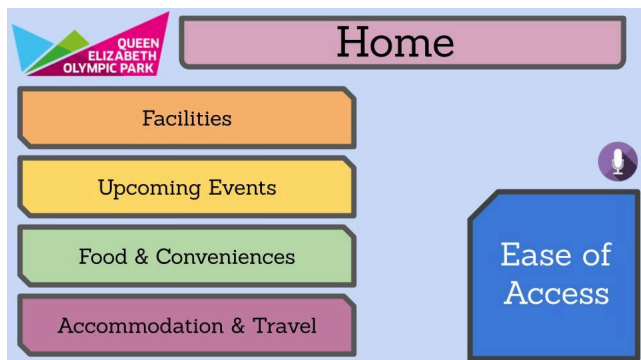 QUEEN
ELIZABETH
OLYMPIC PARK
Home
Facilities
Upcoming Events
Food & Conveniences
Accommodation & Travel
Ease of
Access